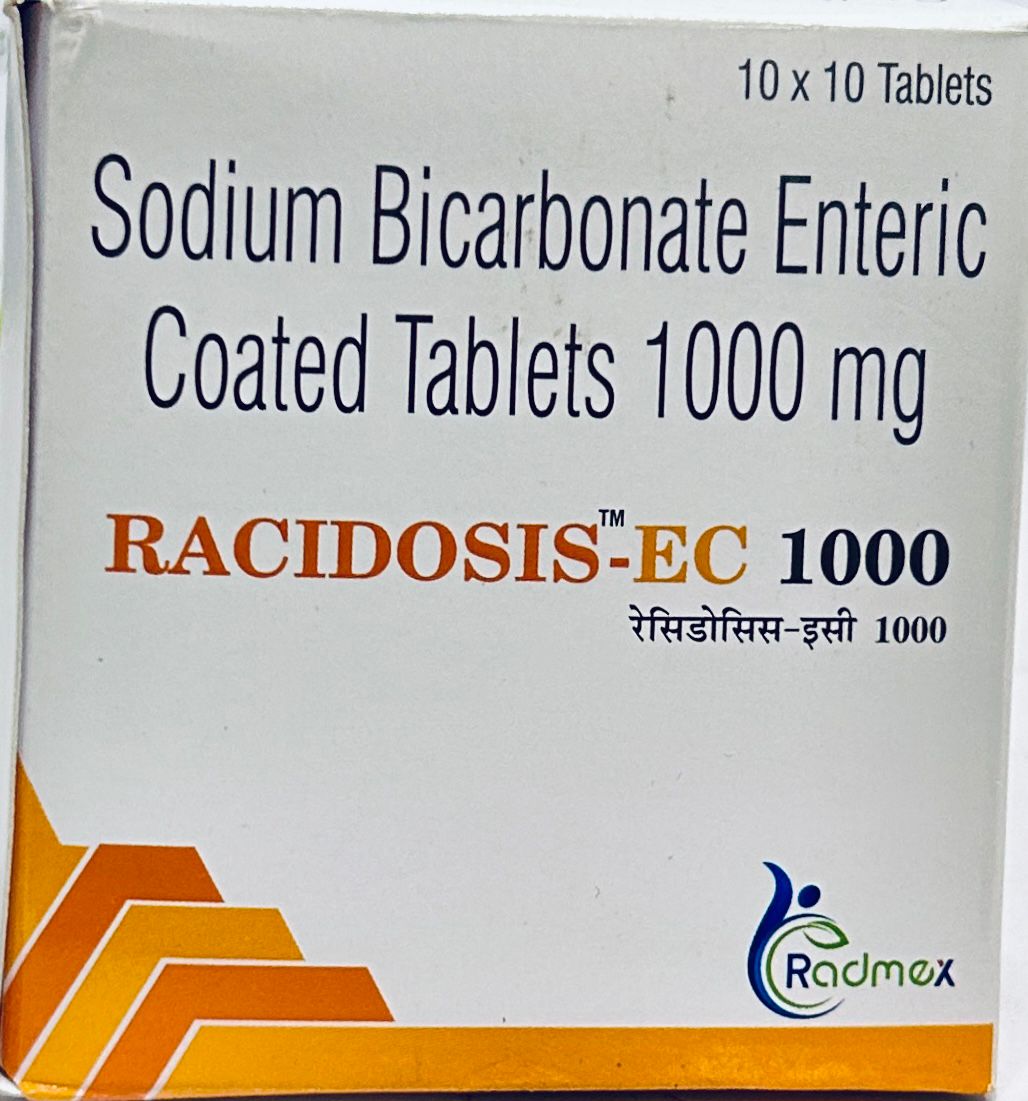 10 x 10 Tablets
Sodium Bicarbonate Enteric
Coated Tablets 1000 mg
RACIDOSIS™-EC 1000
रेसिडोसिस-इसी 1000
Radmex